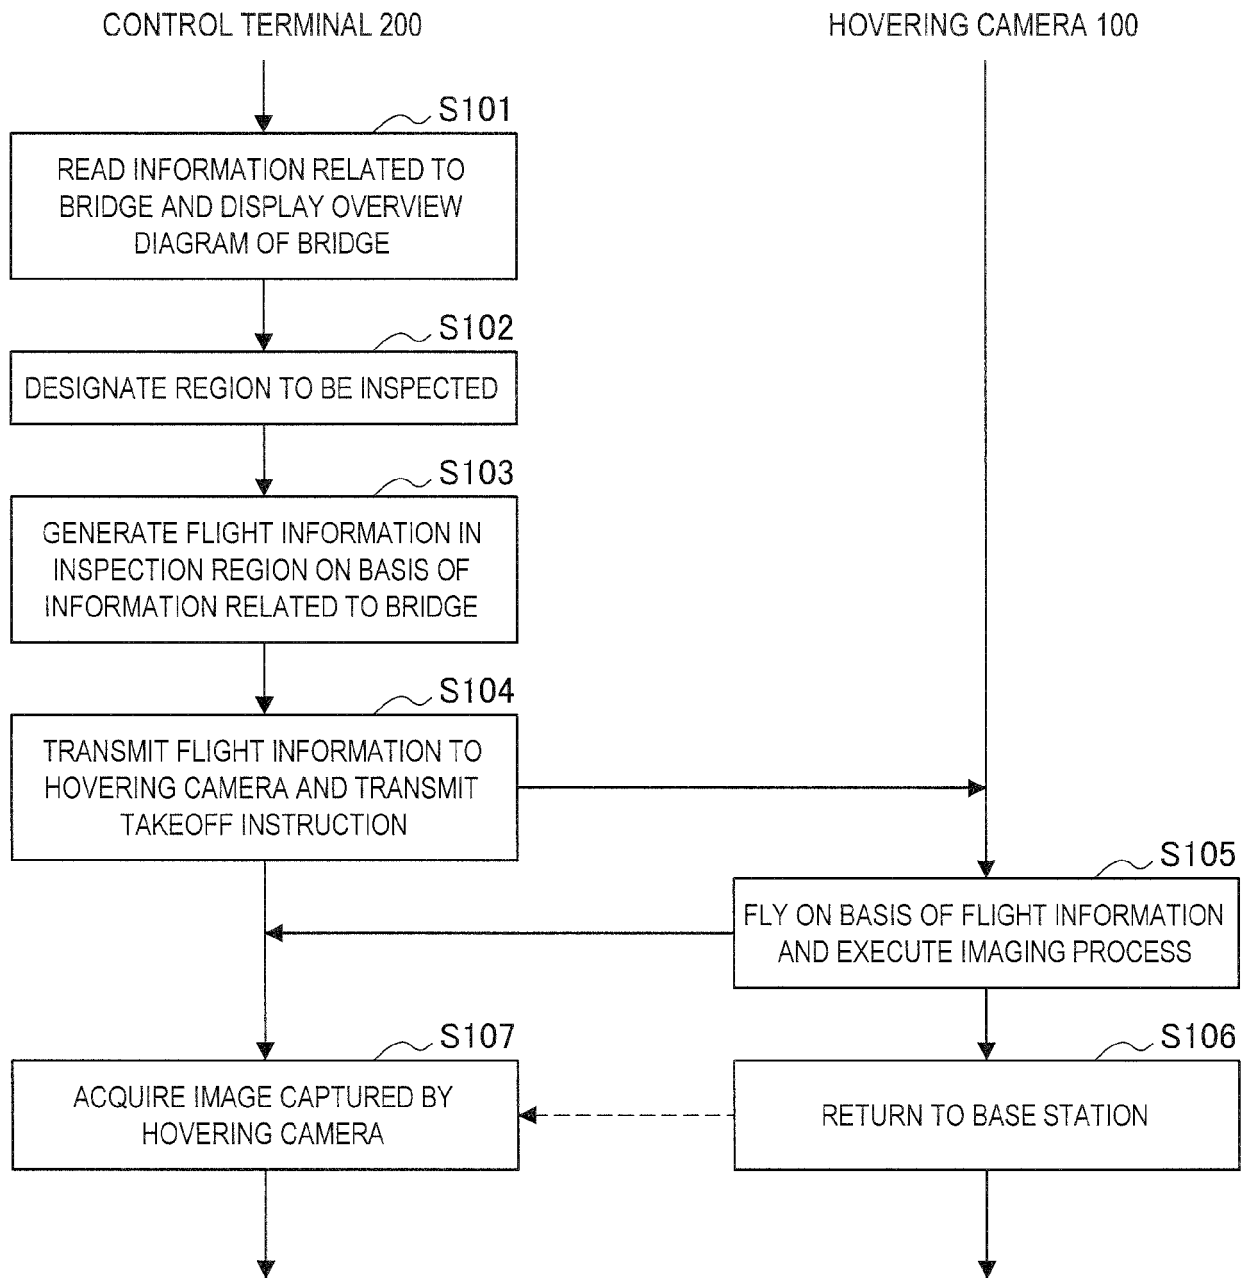 CONTROL TERMINAL 200
HOVERING CAMERA 100
S101
READ INFORMATION RELATED TO
BRIDGE AND DISPLAY OVERVIEW
DIAGRAM OF BRIDGE
S102
DESIGNATE REGION TO BE INSPECTED
S103
GENERATE FLIGHT INFORMATION IN
INSPECTION REGION ON BASIS OF
INFORMATION RELATED TO BRIDGE
S104
TRANSMIT FLIGHT INFORMATION TO
HOVERING CAMERA AND TRANSMIT
TAKEOFF INSTRUCTION
S105
FLY ON BASIS OF FLIGHT INFORMATION
AND EXECUTE IMAGING PROCESS
S107
ACQUIRE IMAGE CAPTURED BY
HOVERING CAMERA
S106
RETURN TO BASE STATION